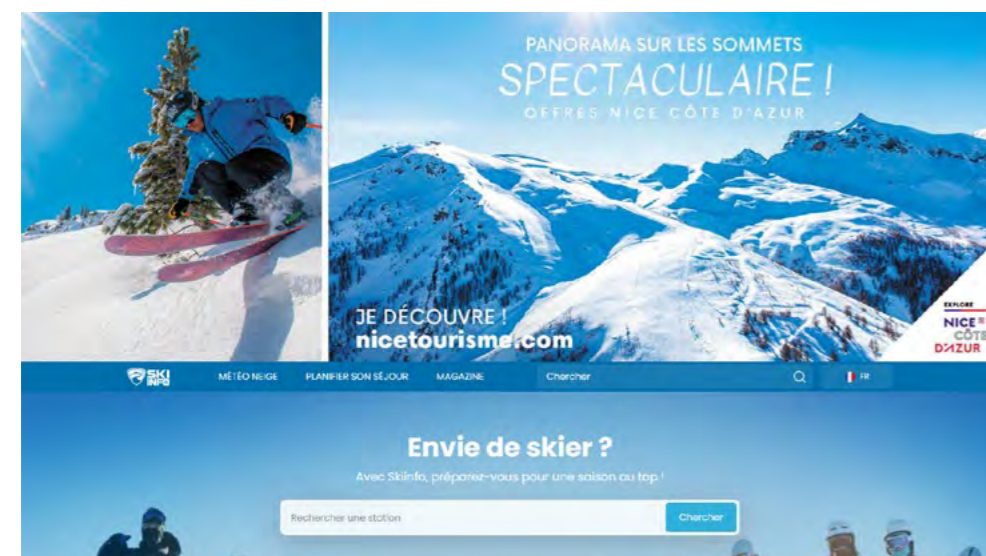 PANORAMA SUR LES SOMMETS
SPECTACULAIRE !
OFFRES NICE CÔTE D'AZUR
JE DÉCOUVRE !
nicetourisme.com
EXPLORE
NICE
CÔTE
D'AZUR
SKI
INFO
MÉTÉO NEIGE
PLANIFIER SON SÉJOUR
MAGAZINE
Chercher
FR
Envie de skier ?
Avec Skiinfo, préparez-vous pour une saison au top !
Rechercher une station
Chercher